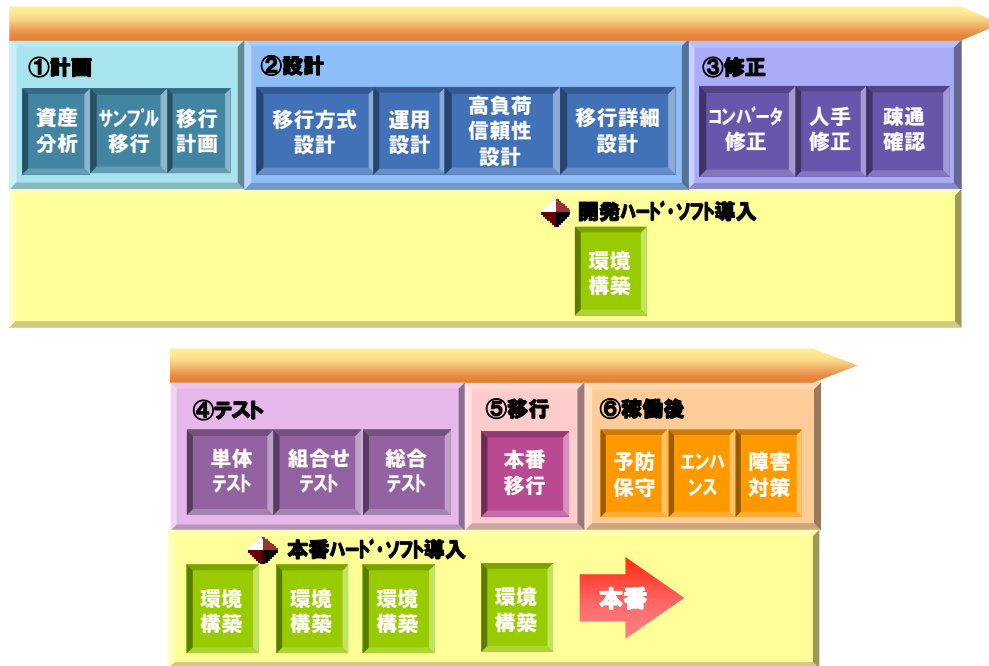 ①計画
資産
分析
サンプル
移行
移行
計画
②設計
移行方式
設計
運用
設計
高負荷
信頼性
設計
移行詳細
設計
③修正
コンバータ
修正
人手
修正
疎通
確認
開発ハード・ソフト導入
環境
構築
④テスト
単体
テスト
組合せ
テスト
総合
テスト
⑤移行
本番
移行
⑥稼働後
予防
保守
エンハ
ンス
障害
対策
本番ハード・ソフト導入
環境
構築
環境
構築
環境
構築
環境
構築
本番